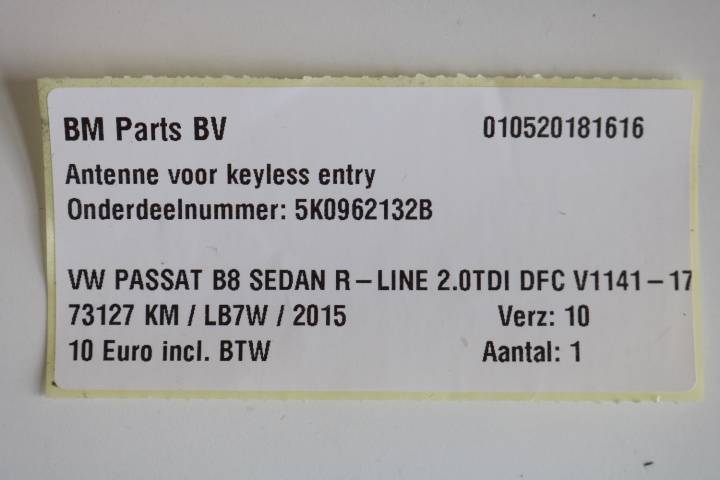 BM Parts BV 010520181616
Antenne voor keyless entry
Onderdeelnummer: 5K0962132B
VW PASSAT B8 SEDAN R-LINE 2.0TDI DFC V1141-17
73127 KM / LB7W / 2015 Verz: 10
10 Euro incl. BTW Aantal: 1